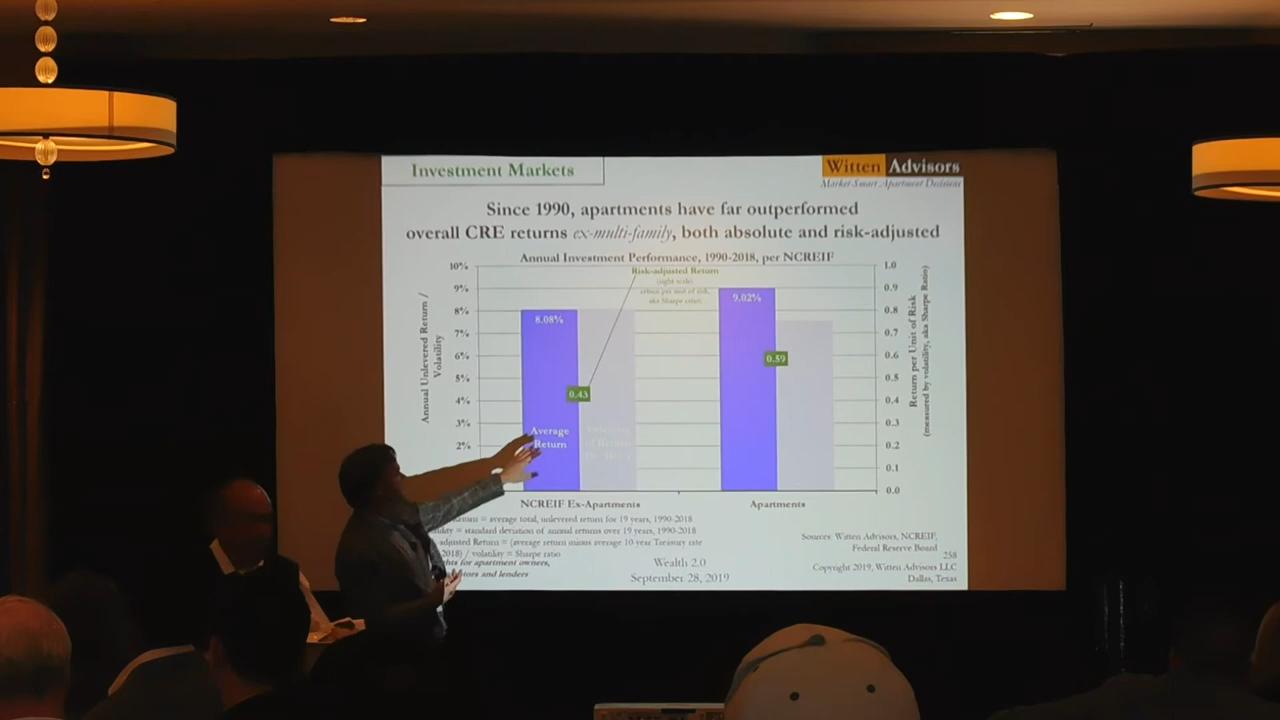 Investment Markets
Witten Advisors
Market-Smart Apartment Decisions
Since 1990, apartments have far outperformed
overall CRE returns ex-multi-family, both absolute and risk-adjusted
Annual Investment Performance, 1990-2018, per NCREIF
Risk-adjusted Return
(right scale)
return per unit of risk,
aka Sharpe ratio)
10%
9%
8%
7%
6%
5%
4%
3%
2%
Annual Unlevered Return /
Volatility
8.08%
0.43
Average
Return
9.02%
0.59
1.0
0.9
0.8
0.7
0.6
0.5
0.4
0.3
0.2
0.1
0.0
Return per Unit of Risk
(measured by volatility, aka Sharpe Ratio)
NCREIF Ex-Apartments
Apartments
= average total, unlevered return for 19 years, 1990-2018
= standard deviation of annual returns over 19 years, 1990-2018
adjusted Return = (average return minus average 10-year Treasury rate
2018) / volatility = Sharpe ratio
for apartment owners,
and lenders
Wealth 2.0
September 28, 2019
Sources: Witten Advisors, NCREIF,
Federal Reserve Board
258
Copyright 2019, Witten Advisors LLC
Dallas, Texas